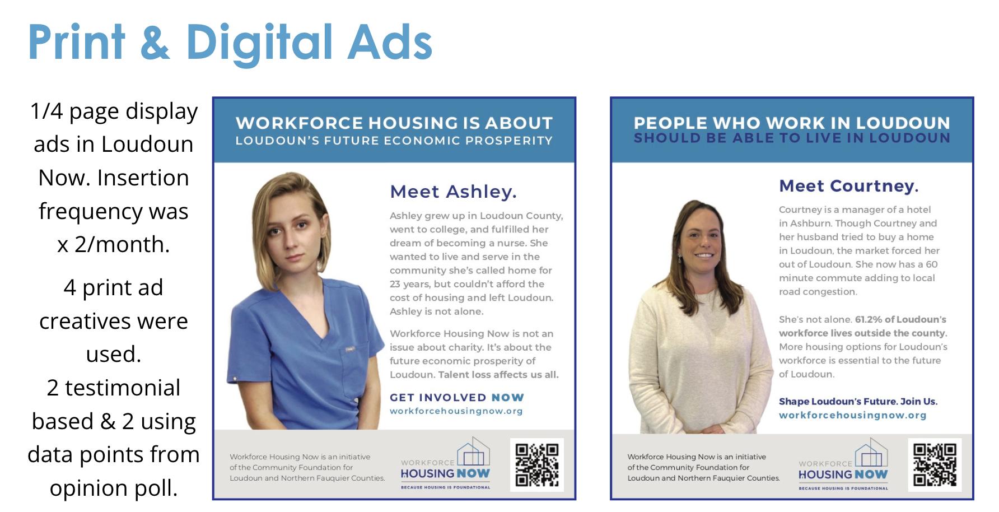 Print & Digital Ads
1/4 page display
ads in Loudoun
Now. Insertion
frequency was
x 2/month.
4 print ad
creatives were
used.
2 testimonial
based & 2 using
data points from
opinion poll.
WORKFORCE HOUSING IS ABOUT
LOUDOUN'S FUTURE ECONOMIC PROSPERITY
Meet Ashley.
Ashley grew up in Loudoun County,
went to college, and fulfilled her
dream of becoming a nurse. She
wanted to live and serve in the
community she's called home for
23 years, but couldn't afford the
cost of housing and left Loudoun.
Ashley is not alone.
Workforce Housing Now is not an
issue about charity. It's about the
future economic prosperity of
Loudoun. Talent loss affects us all.
GET INVOLVED NOW
workforcehousingnow.org
Workforce Housing Now is an initiative
of the Community Foundation for
Loudoun and Northern Fauquier Counties.
WORKFORCE
HOUSING NOW
BECAUSE HOUSING IS FOUNDATIONAL
PEOPLE WHO WORK IN LOUDOUN
SHOULD BE ABLE TO LIVE IN LOUDOUN
Meet Courtney.
Courtney is a manager of a hotel
in Ashburn. Though Courtney and
her husband tried to buy a home
in Loudoun, the market forced her
out of Loudoun. She now has a 60
minute commute adding to local
road congestion.
She's not alone. 61.2% of Loudoun's
workforce lives outside the county.
More housing options for Loudoun's
workforce is essential to the future
of Loudoun.
Shape Loudoun's Future. Join Us.
workforcehousingnow.org
Workforce Housing Now is an initiative
of the Community Foundation for
Loudoun and Northern Fauquier Counties.
WORKFORCE
HOUSING NOW
BECAUSE HOUSING IS FOUNDATIONAL